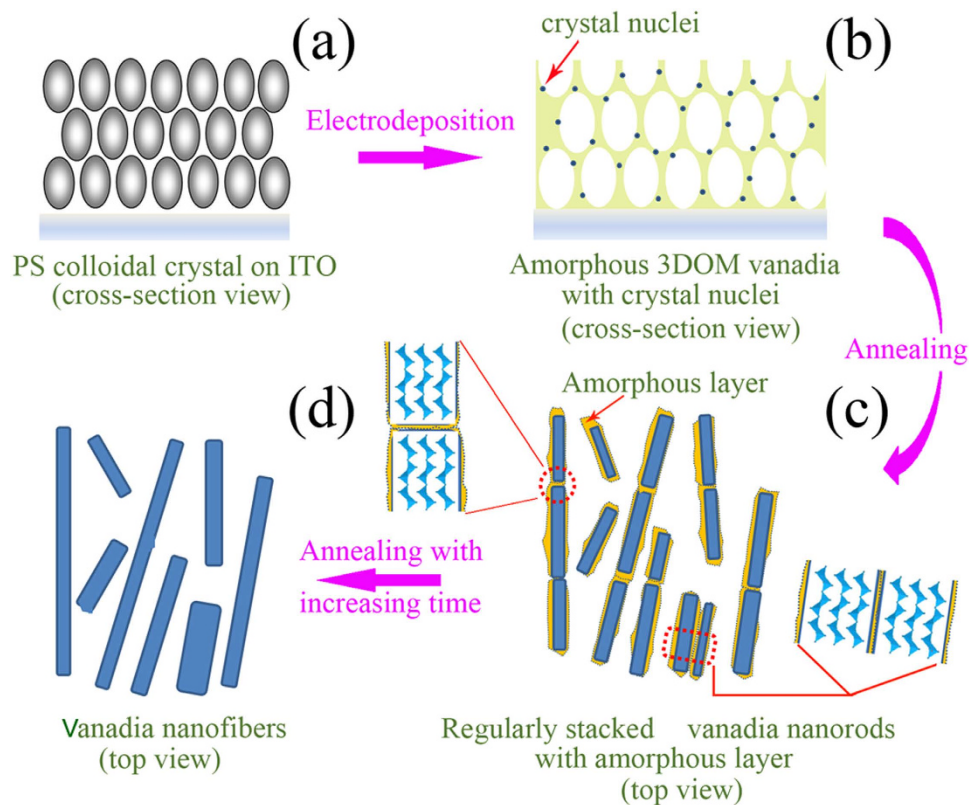 (a)
PS colloidal crystal on ITO
(cross-section view)
Electrodeposition
crystal nuclei
(b)
Amorphous 3DOM vanadia
with crystal nuclei
(cross-section view)
Annealing
Amorphous layer
(c)
Regularly stacked vanadia nanorods
with amorphous layer
(top view)
Annealing with
increasing time
(d)
Vanadia nanofibers
(top view)